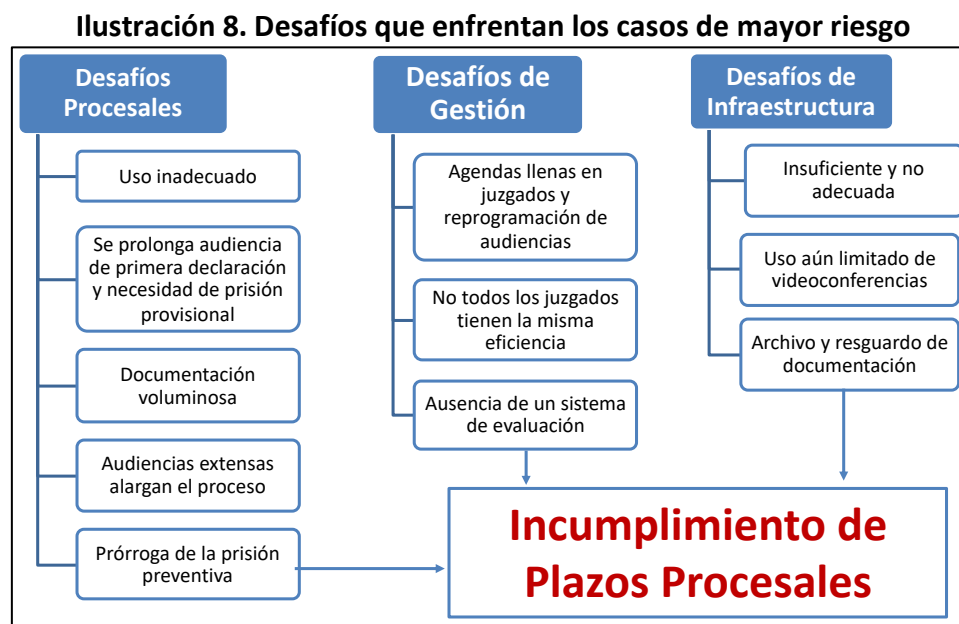 Ilustración 8. Desafíos que enfrentan los casos de mayor riesgo
Desafíos
Procesales
Uso inadecuado
Se prolonga audiencia
de primera declaración
y necesidad de prisión
provisional
Documentación
voluminosa
Audiencias extensas
alargan el proceso
Prórroga de la prisión
preventiva
Desafíos de
Gestión
Agendas llenas en
juzgados y
reprogramación de
audiencias
No todos los juzgados
tienen la misma
eficiencia
Ausencia de un sistema
de evaluación
Desafíos de
Infraestructura
Insuficiente y no
adecuada
Uso aún limitado de
videoconferencias
Archivo y resguardo de
documentación
Incumplimiento de
Plazos Procesales